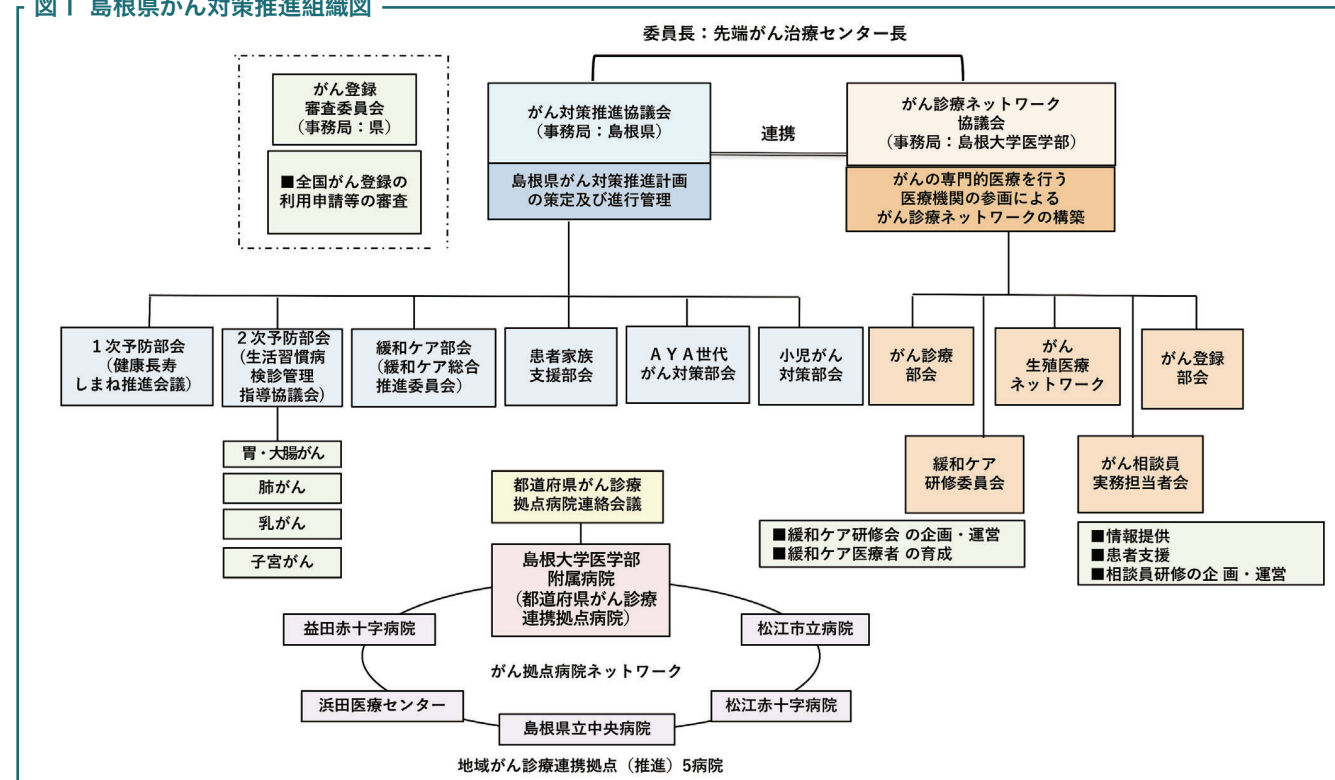 図1 島根県がん対策推進組織図
委員長：先端がん治療センター長
がん登録
審査委員会
（事務局：県）
■全国がん登録の
利用申請等の審査
がん対策推進協議会
（事務局：島根県）
島根県がん対策推進計画
の策定及び進行管理
連携
がん診療ネットワーク
協議会
（事務局：島根大学医学部）
がんの専門的医療を行う
医療機関の参画による
がん診療ネットワークの構築
１次予防部会
（健康長寿
しまね推進会議）
２次予防部会
（生活習慣病
検診管理
指導協議会）
緩和ケア部会
（緩和ケア総合
推進委員会）
患者家族
支援部会
ＡＹＡ世代
がん対策部会
小児がん
対策部会
がん診療
部会
がん
生殖医療
ネットワーク
がん登録
部会
胃・大腸がん
肺がん
乳がん
子宮がん
緩和ケア
研修委員会
■緩和ケア研修会 の企画・運営
■緩和ケア医療者 の育成
がん相談員
実務担当者会
■情報提供
■患者支援
■相談員研修の企 画・運営
都道府県がん診療
拠点病院連絡会議
島根大学医学部
附属病院
（都道府県がん診療
連携拠点病院）
益田赤十字病院
松江市立病院
がん拠点病院ネットワーク
浜田医療センター
松江赤十字病院
島根県立中央病院
地域がん診療連携拠点（推進）5病院